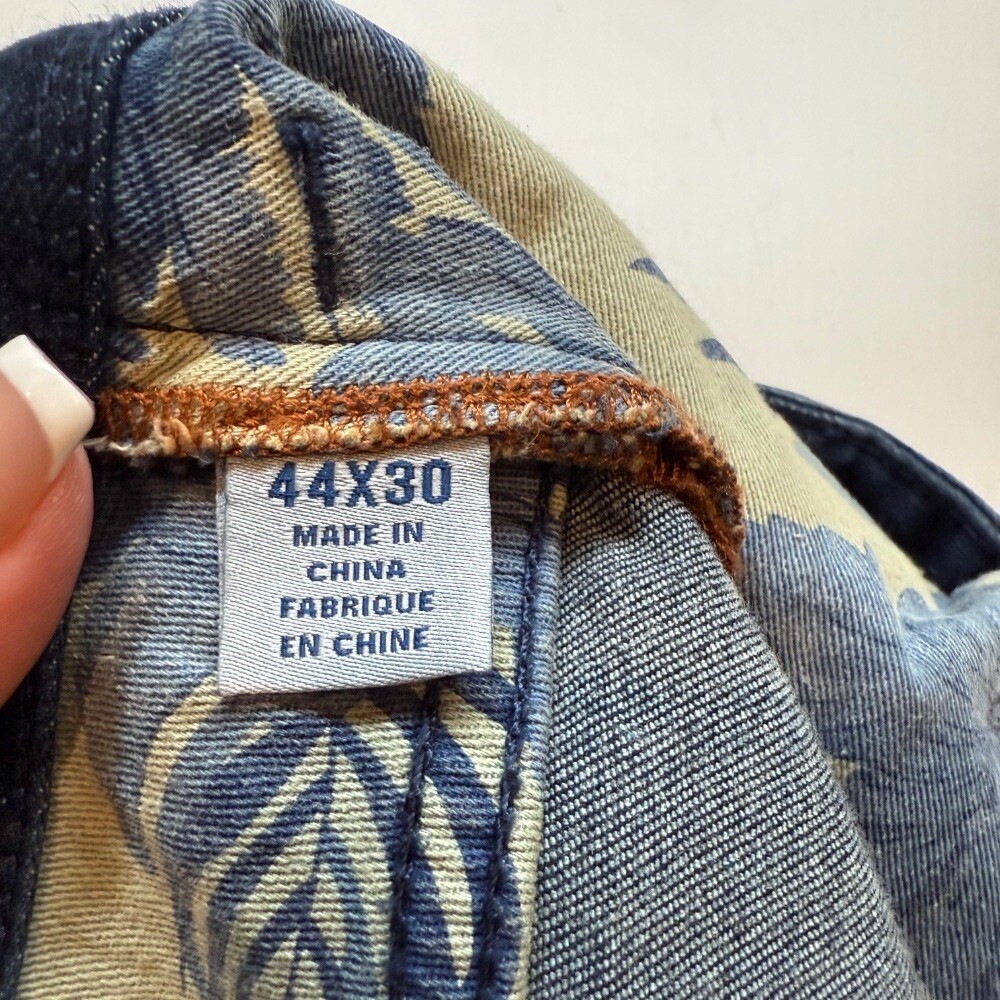 44X30
MADE IN
CHINA
FABRIQUE
EN CHINE